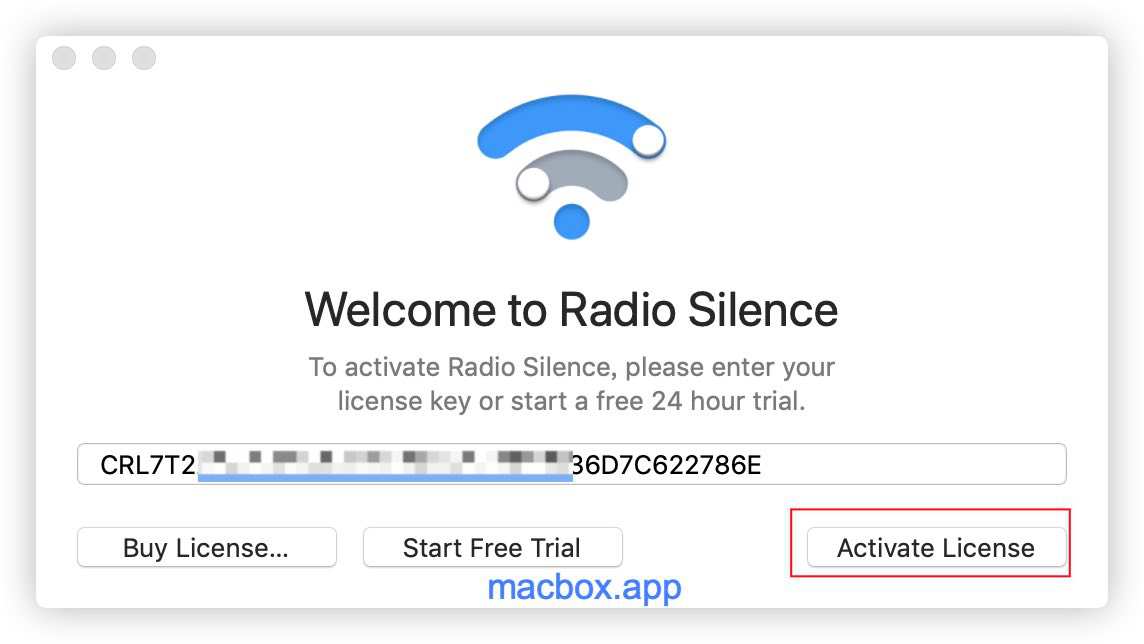 Welcome to Radio Silence
To activate Radio Silence, please enter your
license key or start a free 24 hour trial.
CRL7T2 36D7C622786E
Buy License...
Start Free Trial
Activate License
macbox.app